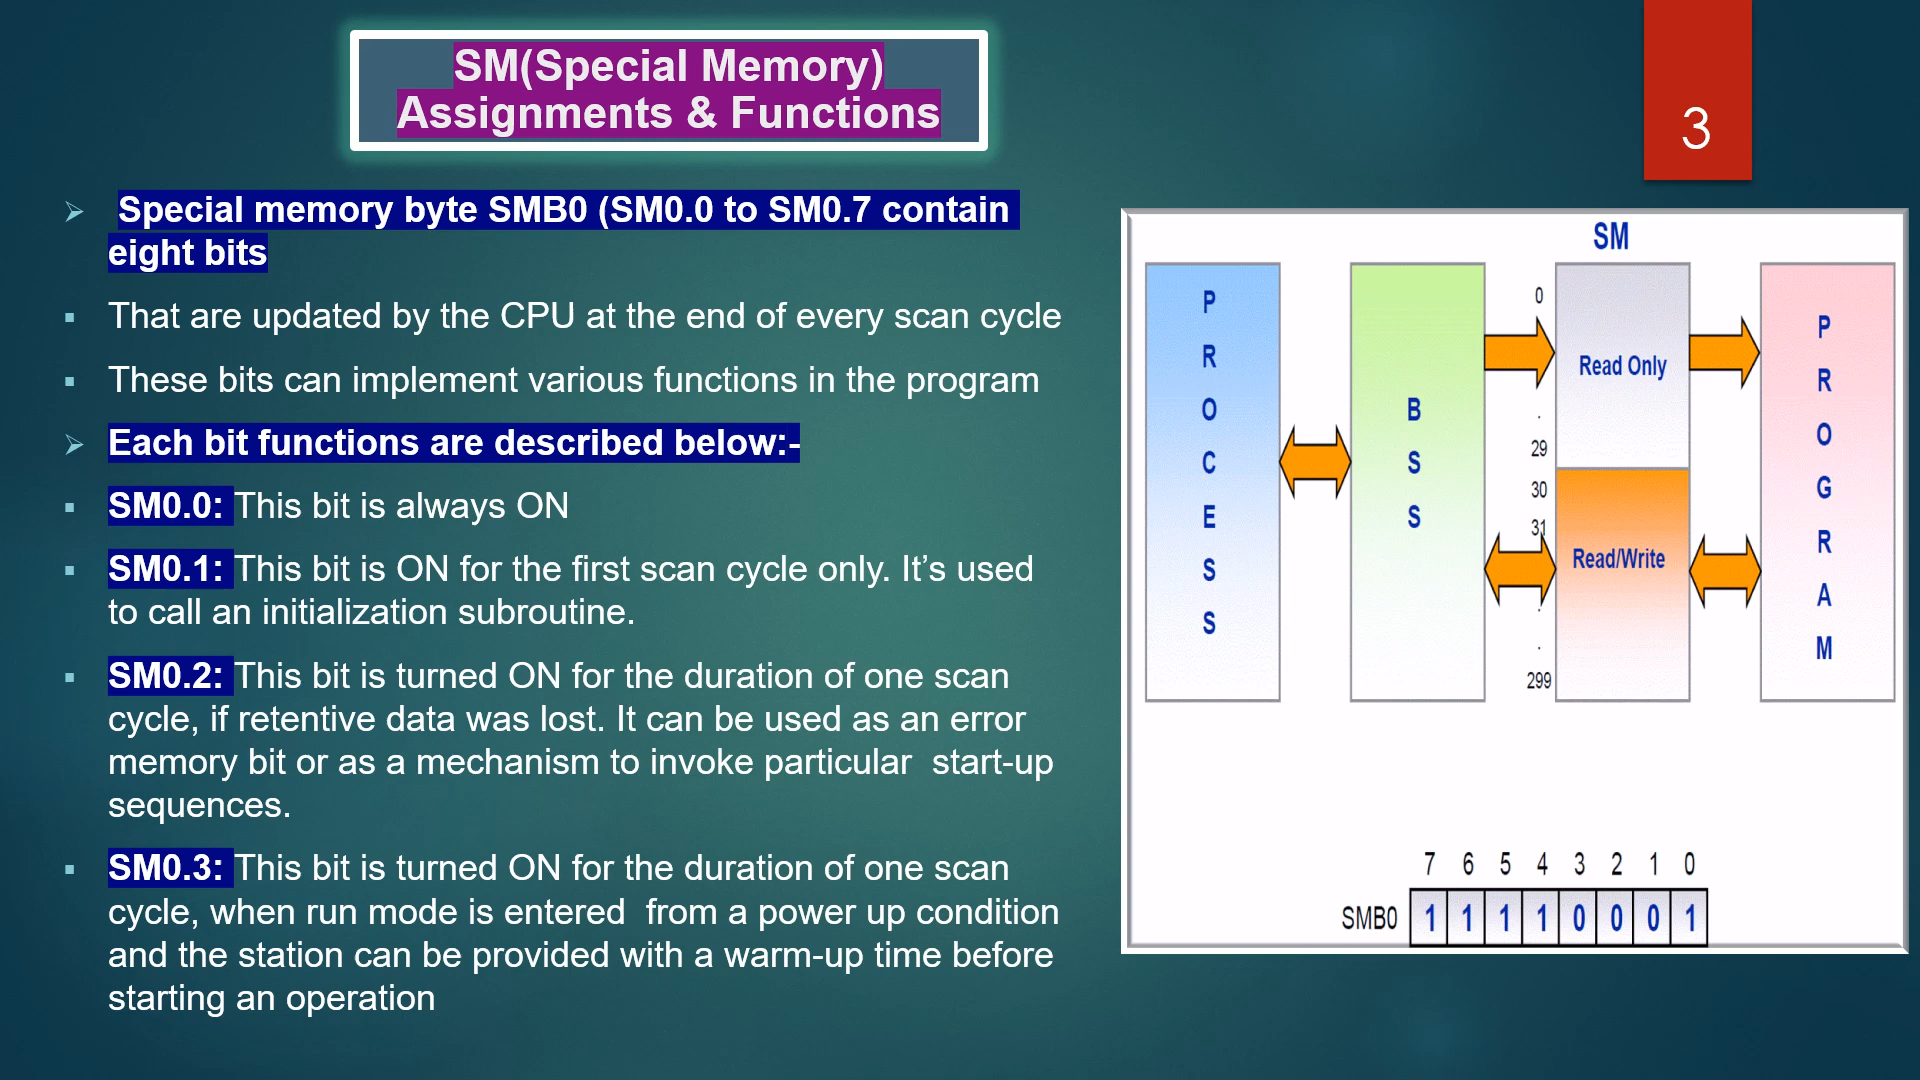 SM(Special Memory)
Assignments & Functions
3
Special memory byte SMB0 (SM0.0 to SM0.7 contain
eight bits
That are updated by the CPU at the end of every scan cycle
These bits can implement various functions in the program
Each bit functions are described below:-
SM0.0: This bit is always ON
SM0.1: This bit is ON for the first scan cycle only. It’s used
to call an initialization subroutine.
SM0.2: This bit is turned ON for the duration of one scan
cycle, if retentive data was lost. It can be used as an error
memory bit or as a mechanism to invoke particular  start-up
sequences.
SM0.3: This bit is turned ON for the duration of one scan
cycle, when run mode is entered  from a power up condition
and the station can be provided with a warm-up time before
starting an operation
SM
PROCESS
BSS
0
.
29
30
31
.
.
299
Read Only
Read/Write
PROGRAM
7 6 5 4 3 2 1 0
SMB0 1 1 1 1 0 0 0 1